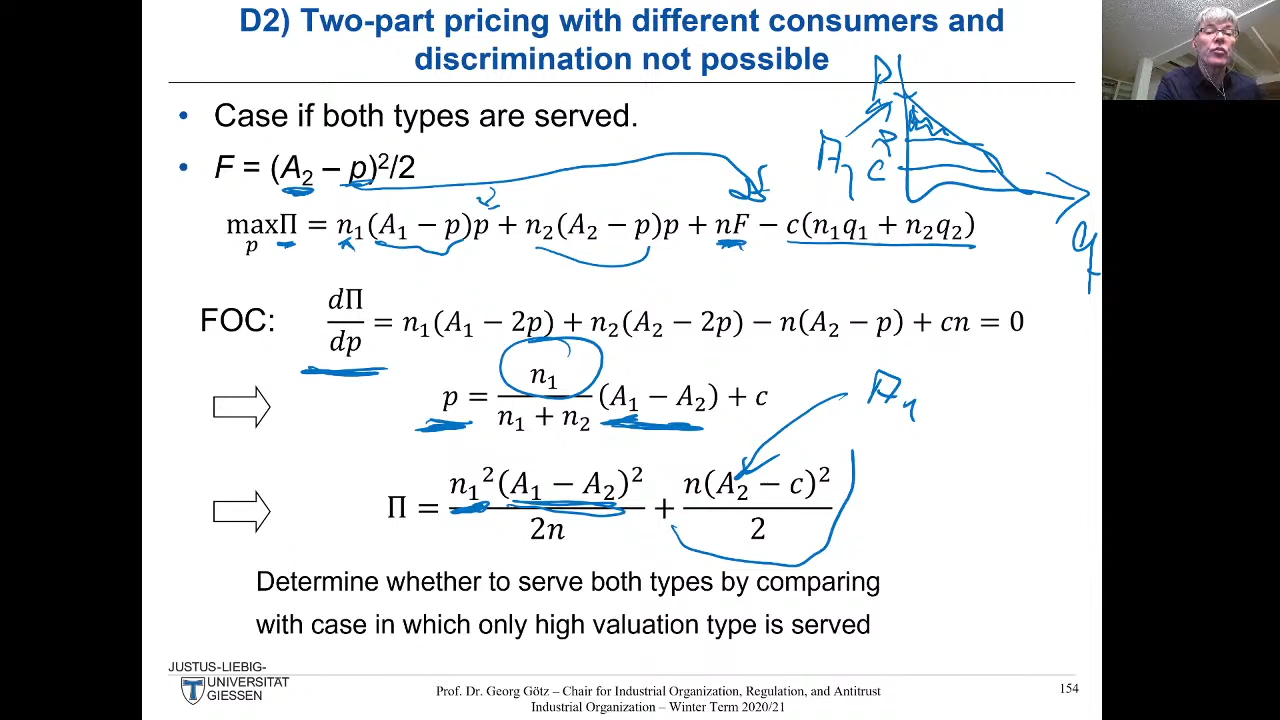 D2) Two-part pricing with different consumers and
discrimination not possible
• Case if both types are served.
• F = (A₂ – p)²/2
max Π = n₁(A₁ − p)p + n₂(A₂ − p)p + nF − c(n₁q₁ + n₂q₂)
p
FOC: dΠ/dp = n₁(A₁ − 2p) + n₂(A₂ − 2p) − n(A₂ − p) + cn = 0
p = n₁/(n₁ + n₂) (A₁ − A₂) + c
Π = n₁²(A₁ − A₂)²/2n + n(A₂ − c)²/2
Determine whether to serve both types by comparing
with case in which only high valuation type is served
p
A₁
p
c
q
A₁
JUSTUS-LIEBIG-
UNIVERSITAT
GIESSEN
Prof. Dr. Georg Götz – Chair for Industrial Organization, Regulation, and Antitrust
Industrial Organization – Winter Term 2020/21
154